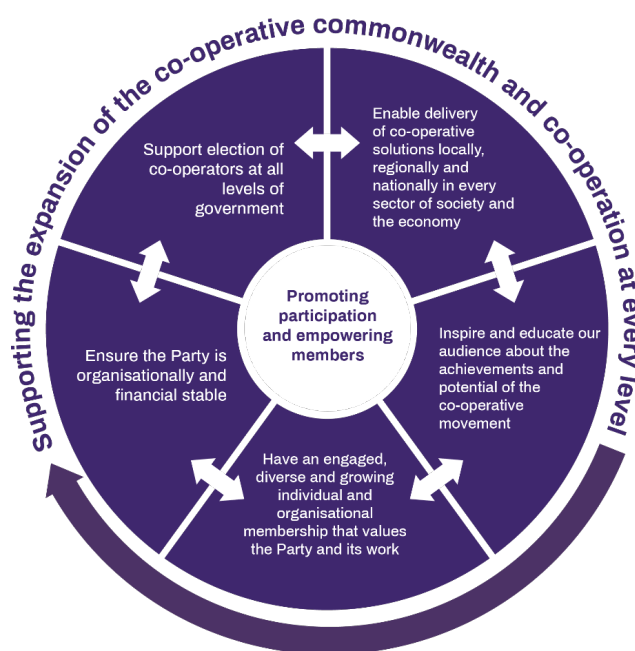 Supporting the expansion of the co-operative commonwealth and co-operation at every level
Support election of
co-operators at all
levels of
government
Enable delivery
of co-operative
solutions locally,
regionally and
nationally in every
sector of society and
the economy
Promoting
participation
and empowering
members
Ensure the Party is
organisationally and
financial stable
Inspire and educate our
audience about the
achievements and
potential of the
co-operative
movement
Have an engaged,
diverse and growing
individual and
organisational
membership that values
the Party and its work